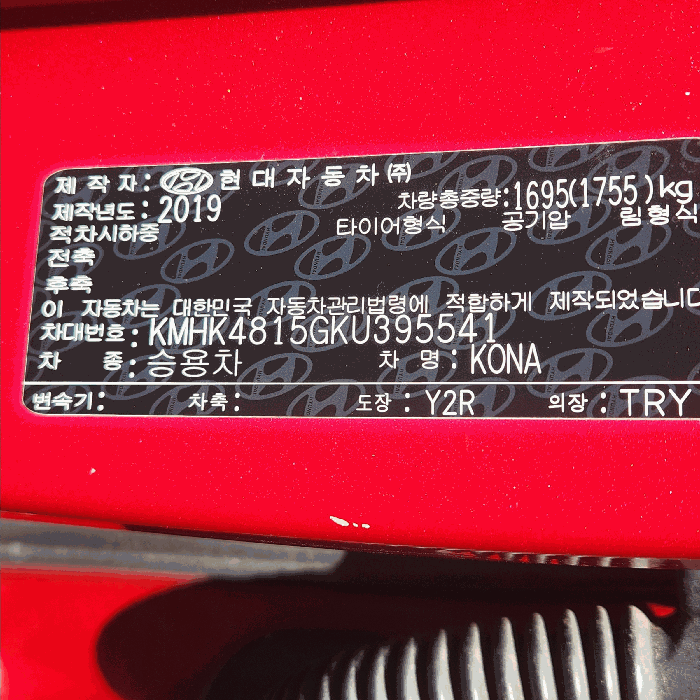 제작자: HYUNDAI 현대자동차㈜
제작년도: 2019 차량총중량: 1695(1755)kg
적차시하중 타이어형식 공기압 림형식
전축
후축
이 자동차는 대한민국 자동차관리법령에 적합하게 제작되었습니다
차대번호: KMHK4815GKU395541
차 종: 승용차 차 명: KONA
변속기: 차축: 도장: Y2R 의장: TRY